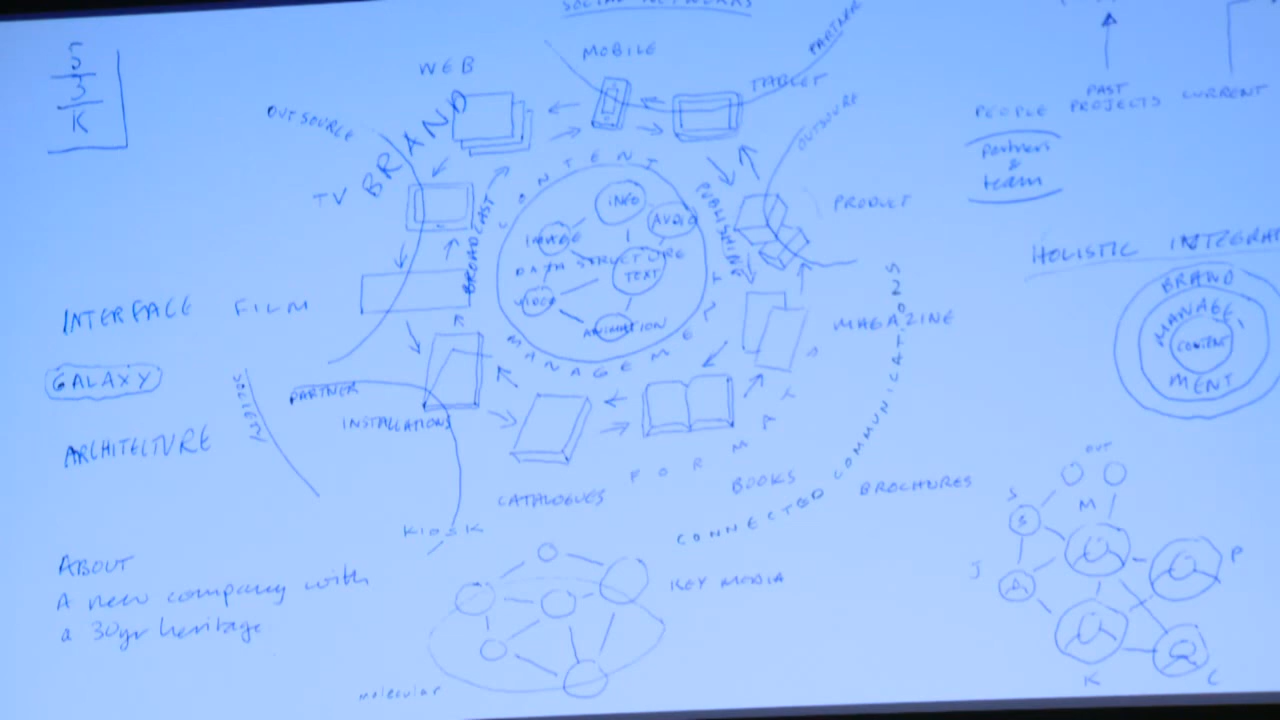 SOCIAL NETWORKS
5
3
K
WEB
MOBILE
TABLET
PARTNER
OUTSOURCE
OUTSOURE
BRAND
TV
PEOPLE
PAST
PROJECTS
CURRENT
Partners
&
team
CONTENT
MANAGEMENT
BROADCAST
PUBLISHING
INFO
AUDIO
IMAGE
DATA STRUCTURE
TEXT
VIDEO
ANIMATION
PRODUCT
HOLISTIC INTEGRA
BRAND
MANAGE-
MENT
CONTENT
INTERFACE FILM
MAGAZINE
GALAXY
SOCIETY
PARTNER
INSTALLATIONS
ARCHITECTURE
FORMAT
CATALOGUES
BOOKS
BROCHURES
CONNECTED COMMUNICATIONS
KIOSK
OUT
S
S
M
J
A
P
K
C
ABOUT
A new company with
a 30yr heritage
KEY MEDIA
molecular